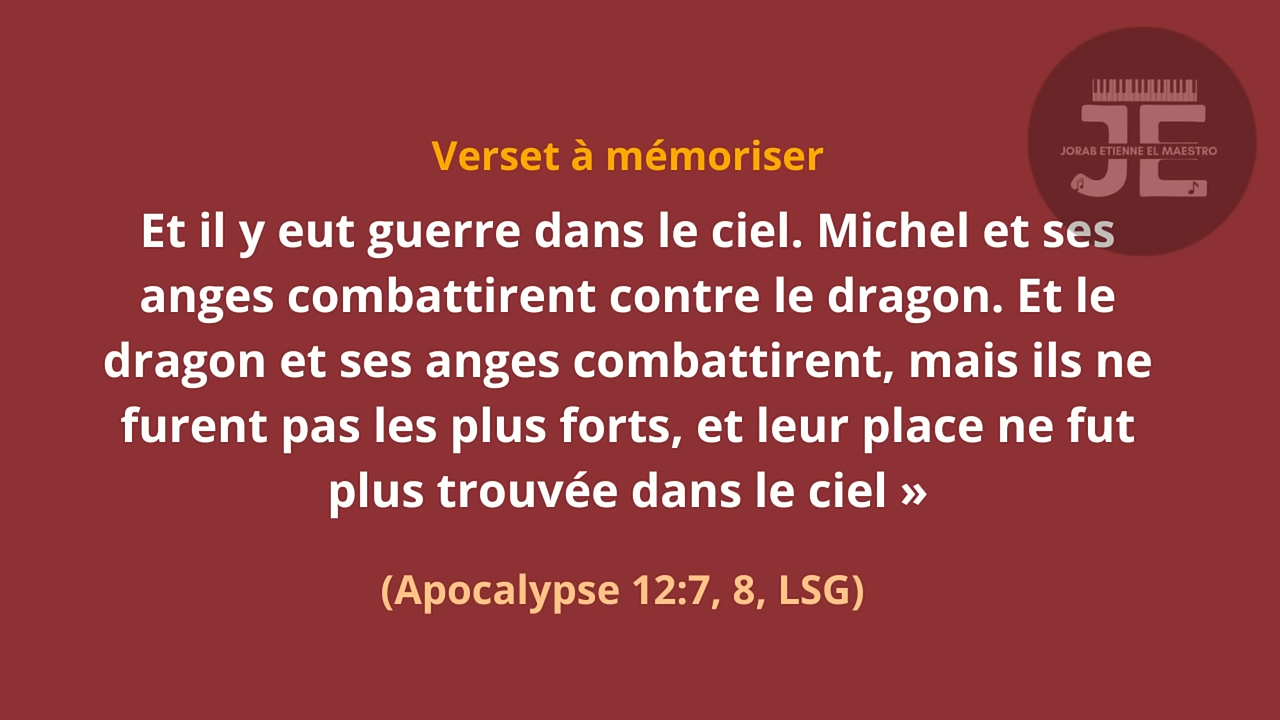 Verset à mémoriser
Et il y eut guerre dans le ciel. Michel et ses
anges combattirent contre le dragon. Et le
dragon et ses anges combattirent, mais ils ne
furent pas les plus forts, et leur place ne fut
plus trouvée dans le ciel »
(Apocalypse 12:7, 8, LSG)
JE
JORAB ETIENNE EL MAESTRO